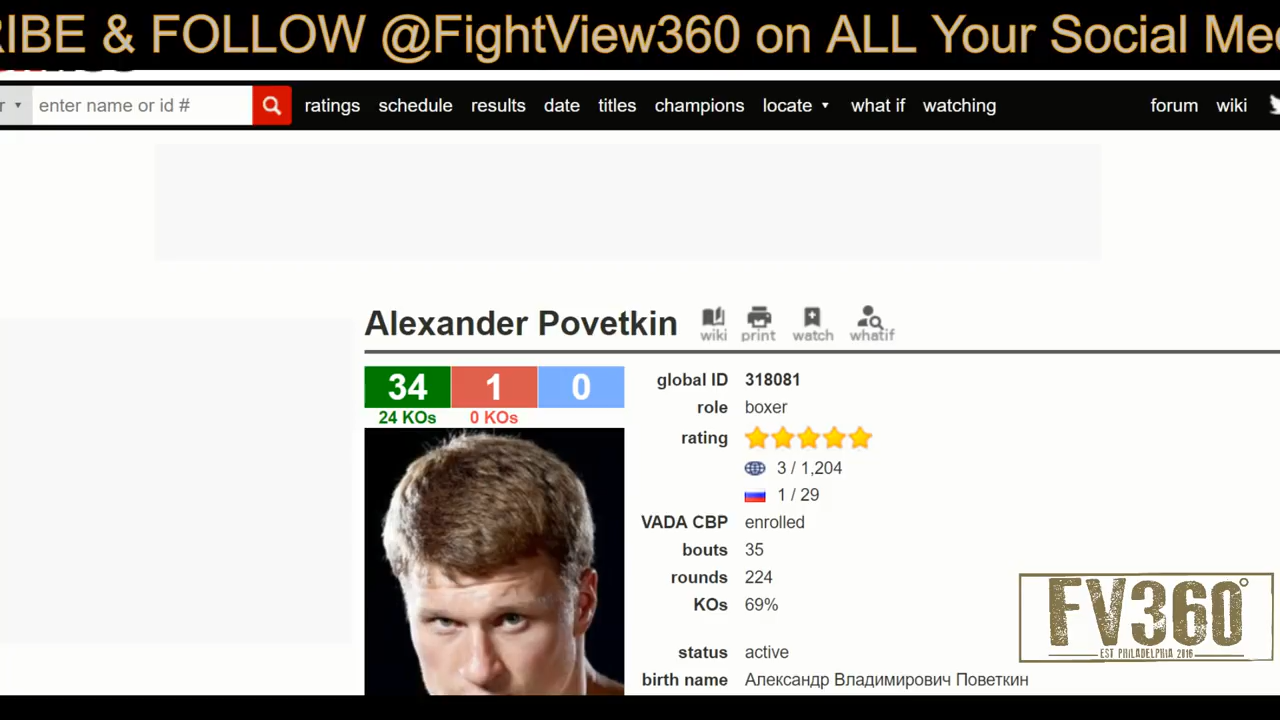 RIBE & FOLLOW @FightView360 on ALL Your Social Me
enter name or id #
ratings schedule results date titles champions locate what if watching forum wiki
Alexander Povetkin
wiki print watch whatif
34 1 0
24 KOs 0 KOs
global ID 318081
role boxer
rating
3 / 1,204
1 / 29
VADA CBP enrolled
bouts 35
rounds 224
KOs 69%
status active
birth name Александр Владимирович Поветкин
FV360°
EST PHILADELPHIA 2016